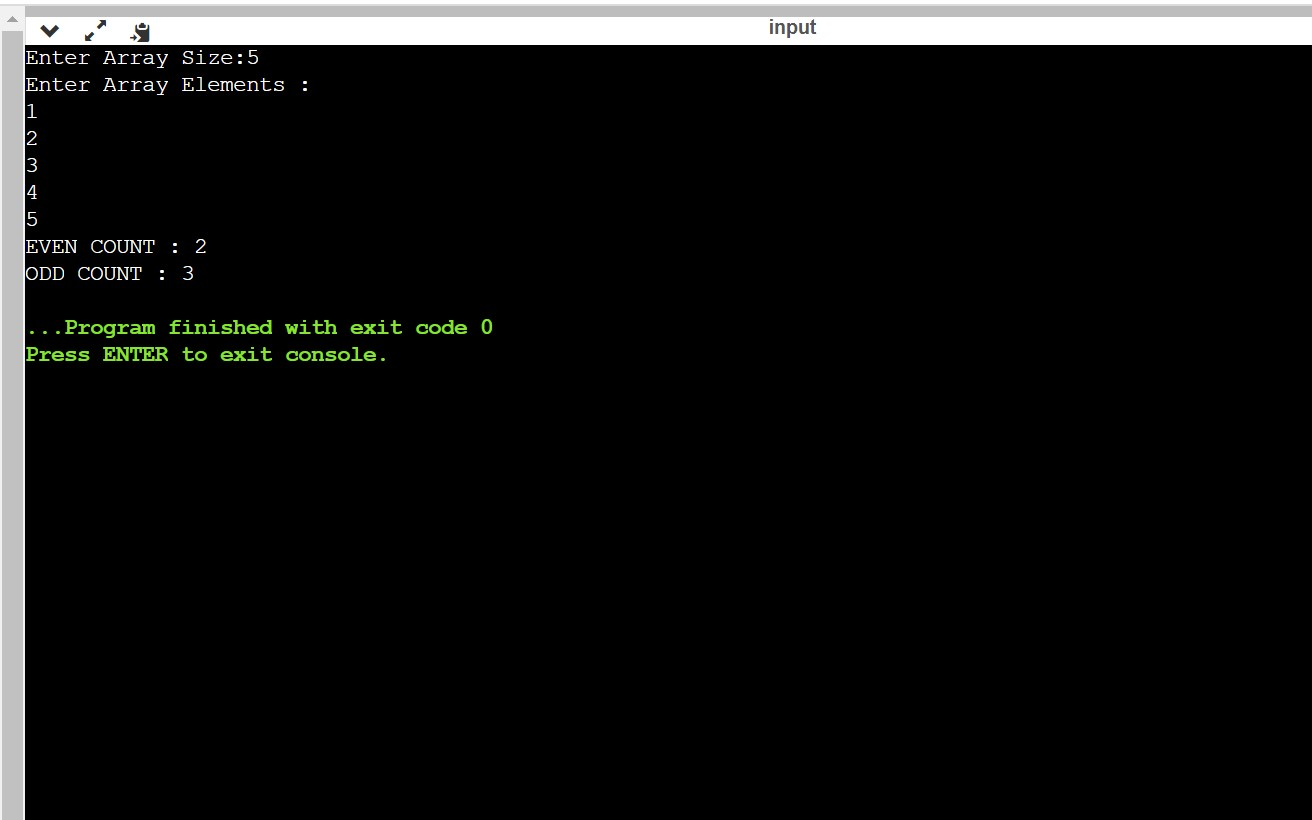 input
Enter Array Size:5
Enter Array Elements :
1
2
3
4
5
EVEN COUNT : 2
ODD COUNT : 3
...Program finished with exit code 0
Press ENTER to exit console.